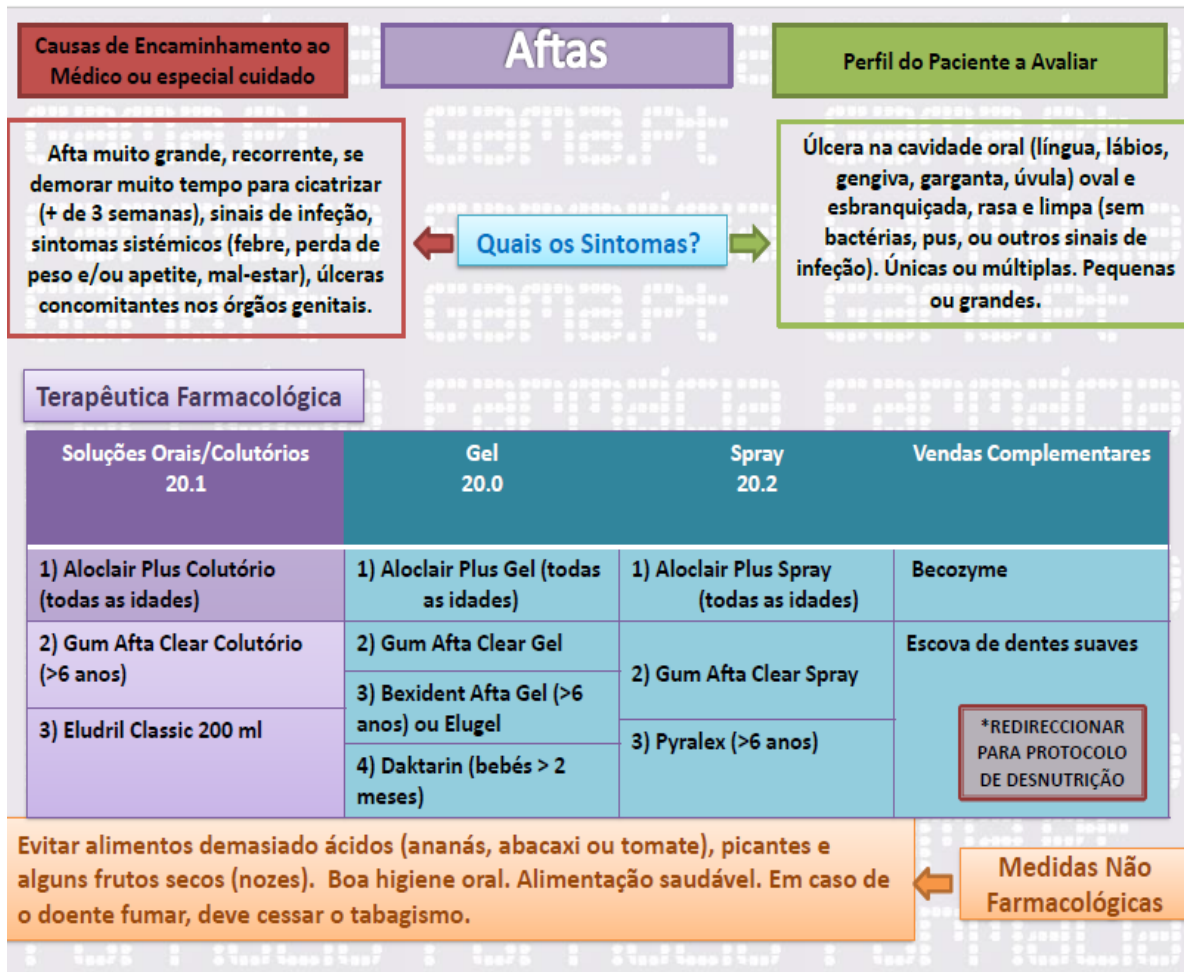 Causas de Encaminhamento ao
Médico ou especial cuidado
Aftas
Perfil do Paciente a Avaliar
Afta muito grande, recorrente, se
demorar muito tempo para cicatrizar
(+ de 3 semanas), sinais de infeção,
sintomas sistémicos (febre, perda de
peso e/ou apetite, mal-estar), úlceras
concomitantes nos órgãos genitais.
Quais os Sintomas?
Úlcera na cavidade oral (língua, lábios,
gengiva, garganta, úvula) oval e
esbranquiçada, rasa e limpa (sem
bactérias, pus, ou outros sinais de
infeção). Únicas ou múltiplas. Pequenas
ou grandes.
Terapêutica Farmacológica
Soluções Orais/Colutórios
20.1
Gel
20.0
Spray
20.2
Vendas Complementares
1) Aloclair Plus Colutório
(todas as idades)
1) Aloclair Plus Gel (todas
as idades)
1) Aloclair Plus Spray
(todas as idades)
Becozyme
2) Gum Afta Clear Colutório
(>6 anos)
2) Gum Afta Clear Gel
2) Gum Afta Clear Spray
Escova de dentes suaves
3) Eludril Classic 200 ml
3) Bexident Afta Gel (>6
anos) ou Elugel
3) Pyralex (>6 anos)
4) Daktarin (bebés > 2
meses)
*REDIRECCIONAR
PARA PROTOCOLO
DE DESNUTRIÇÃO
Evitar alimentos demasiado ácidos (ananás, abacaxi ou tomate), picantes e
alguns frutos secos (nozes). Boa higiene oral. Alimentação saudável. Em caso de
o doente fumar, deve cessar o tabagismo.
Medidas Não
Farmacológicas